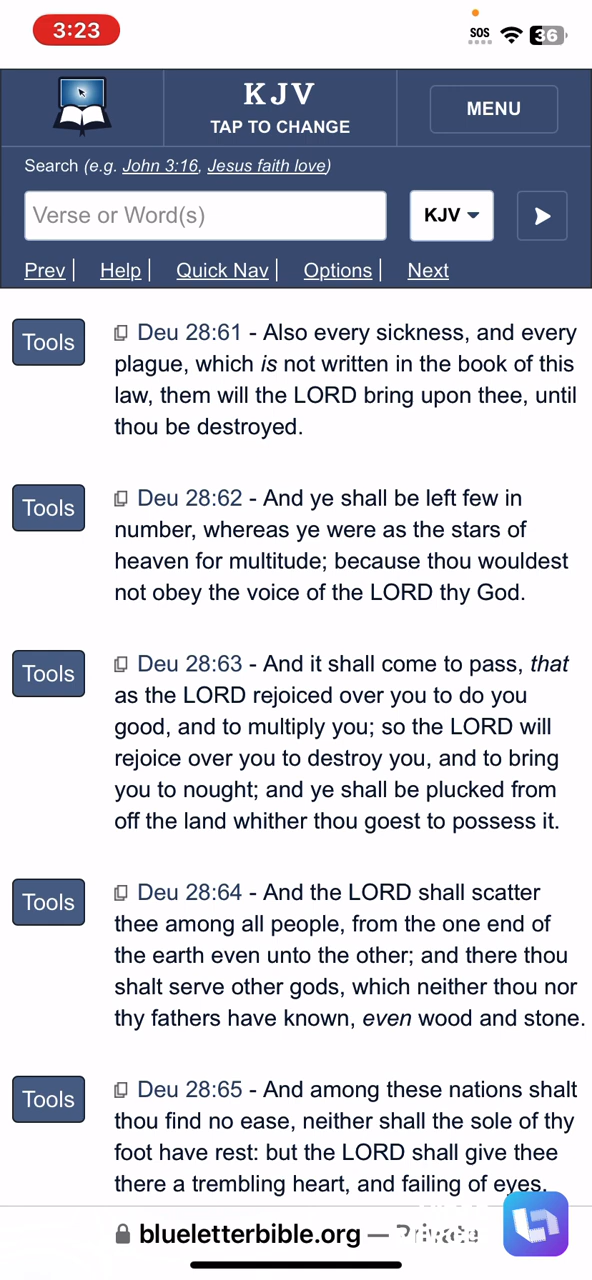 3:23
SOS
36
KJV
TAP TO CHANGE
MENU
Search (e.g. John 3:16, Jesus faith love)
Verse or Word(s)
KJV
Prev| Help| Quick Nav| Options| Next
Tools
Deu 28:61 - Also every sickness, and every
plague, which is not written in the book of this
law, them will the LORD bring upon thee, until
thou be destroyed.
Tools
Deu 28:62 - And ye shall be left few in
number, whereas ye were as the stars of
heaven for multitude; because thou wouldest
not obey the voice of the LORD thy God.
Tools
Deu 28:63 - And it shall come to pass, that
as the LORD rejoiced over you to do you
good, and to multiply you; so the LORD will
rejoice over you to destroy you, and to bring
you to nought; and ye shall be plucked from
off the land whither thou goest to possess it.
Tools
Deu 28:64 - And the LORD shall scatter
thee among all people, from the one end of
the earth even unto the other; and there thou
shalt serve other gods, which neither thou nor
thy fathers have known, even wood and stone.
Tools
Deu 28:65 - And among these nations shalt
thou find no ease, neither shall the sole of thy
foot have rest: but the LORD shall give thee
there a trembling heart, and failing of eyes,
blueletterbible.org — Private